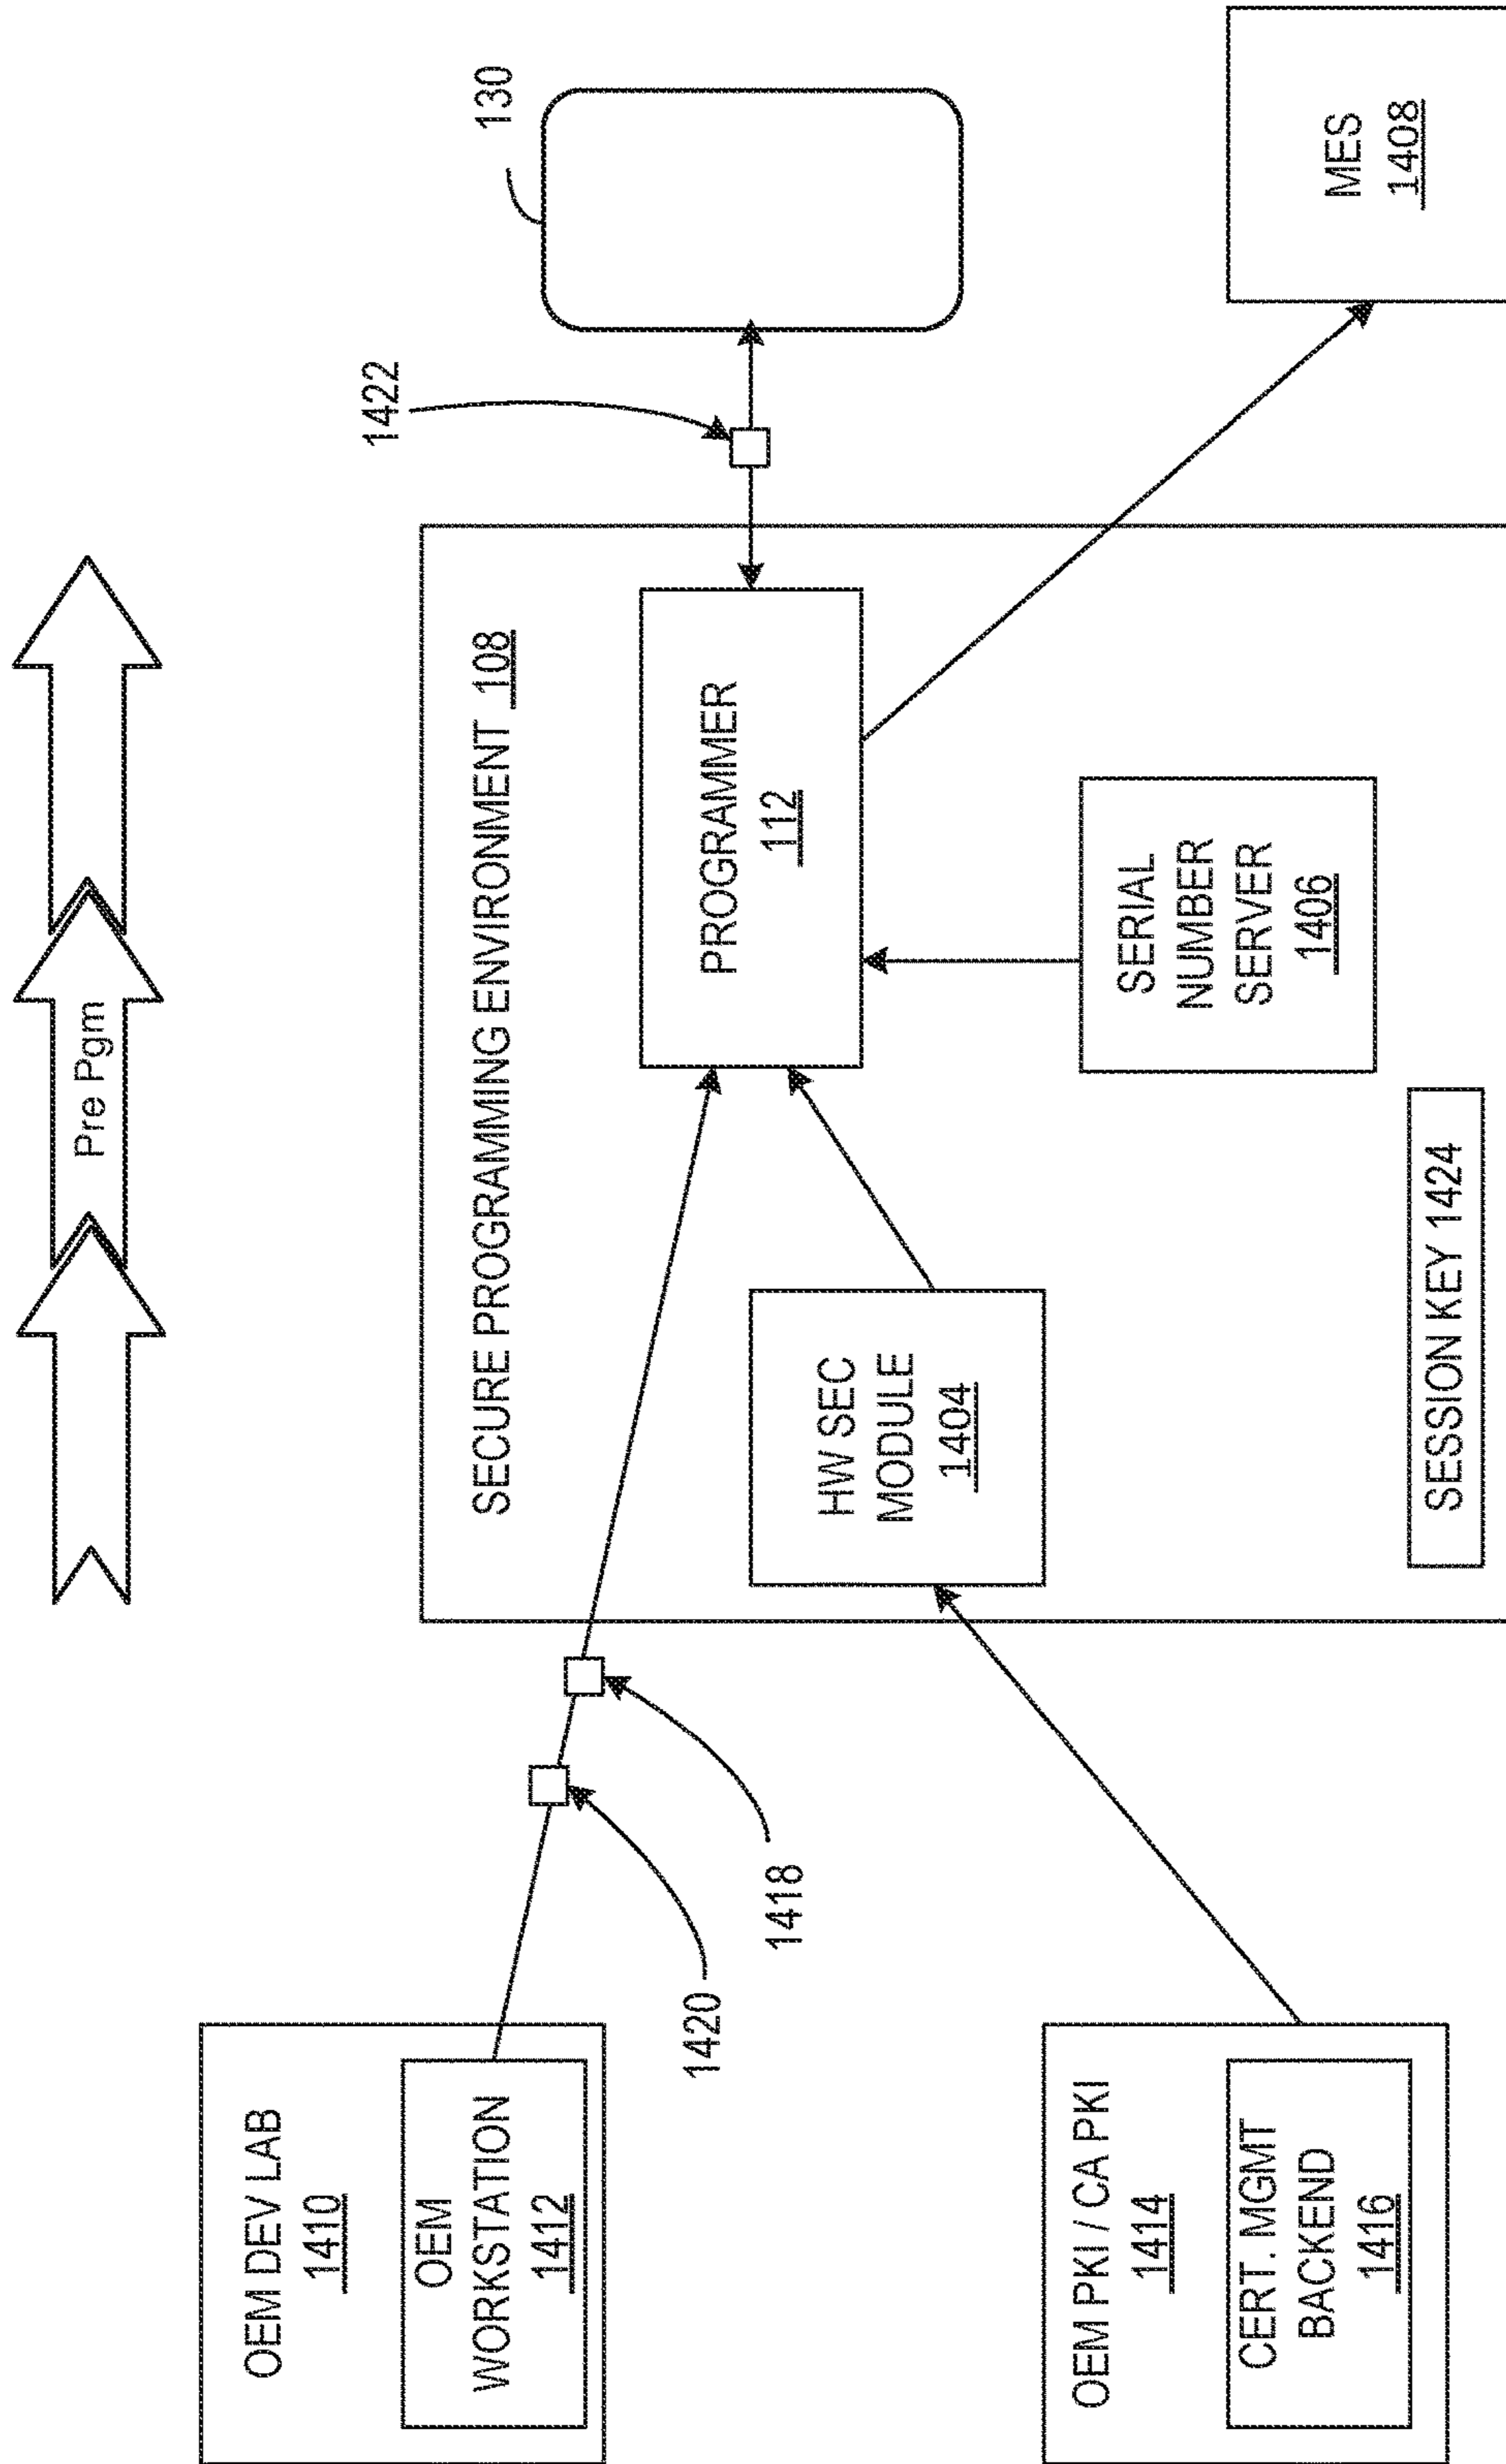 Pre Pgm
OEM DEV LAB
1410
OEM
WORKSTATION
1412
1420
1418
SECURE PROGRAMMING ENVIRONMENT 108
PROGRAMMER
112
1422
130
HW SEC
MODULE
1404
SERIAL
NUMBER
SERVER
1406
SESSION KEY 1424
OEM PKI / CA PKI
1414
CERT. MGMT
BACKEND
1416
MES
1408